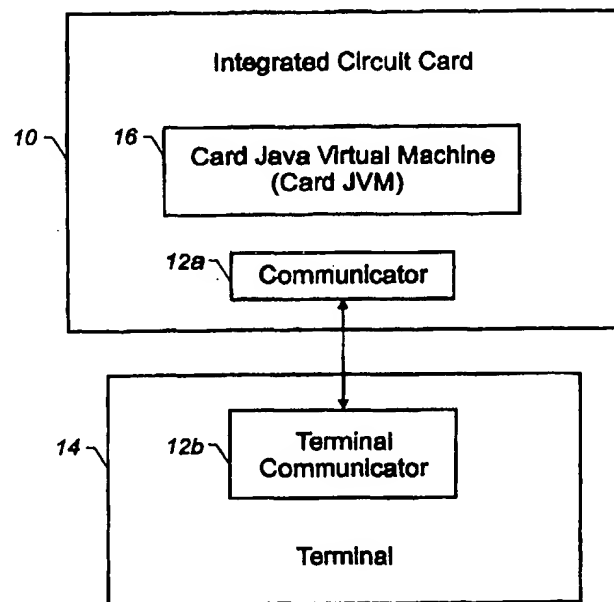 Integrated Circuit Card
10
16
Card Java Virtual Machine
(Card JVM)
12a
Communicator
14
12b
Terminal
Communicator
Terminal